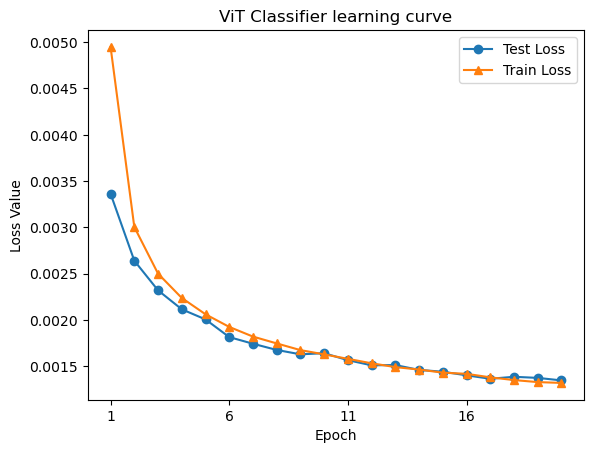 ViT Classifier learning curve
Test Loss
Train Loss
0.0050
0.0045
0.0040
0.0035
0.0030
0.0025
0.0020
0.0015
Loss Value
1 6 11 16
Epoch